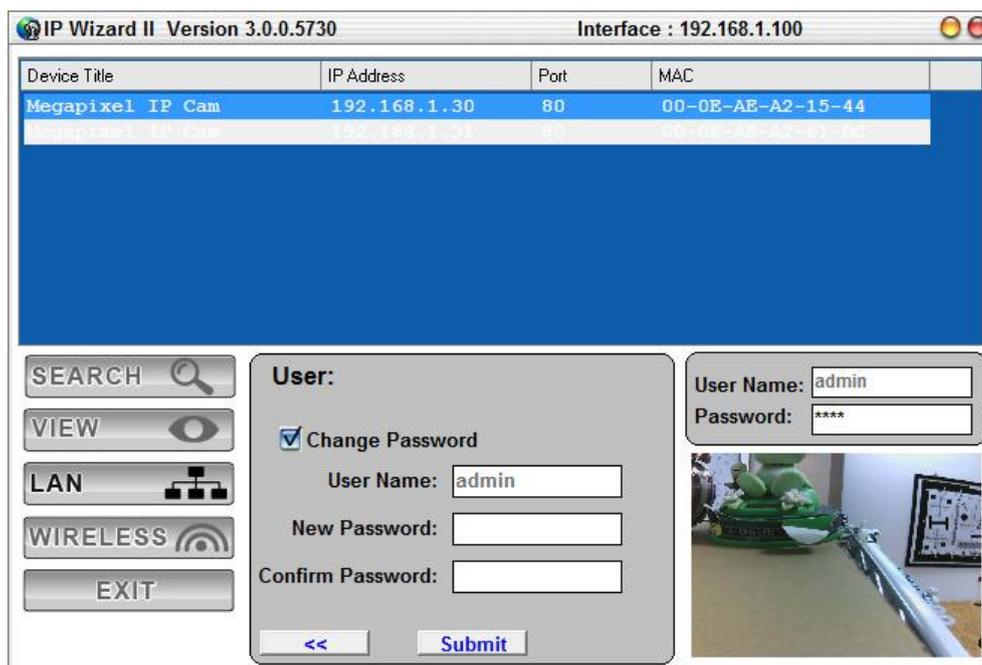 IP Wizard II Version 3.0.0.5730 Interface : 192.168.1.100
Device Title IP Address Port MAC
Megapixel IP Cam 192.168.1.30 80 00-0E-AE-A2-15-44
Megapixel IP Cam 192.168.1.31 80 00-0E-AE-A2-61-BC
SEARCH
VIEW
LAN
WIRELESS
EXIT
User:
Change Password
User Name: admin
New Password:
Confirm Password:
<< Submit
User Name: admin
Password: ****